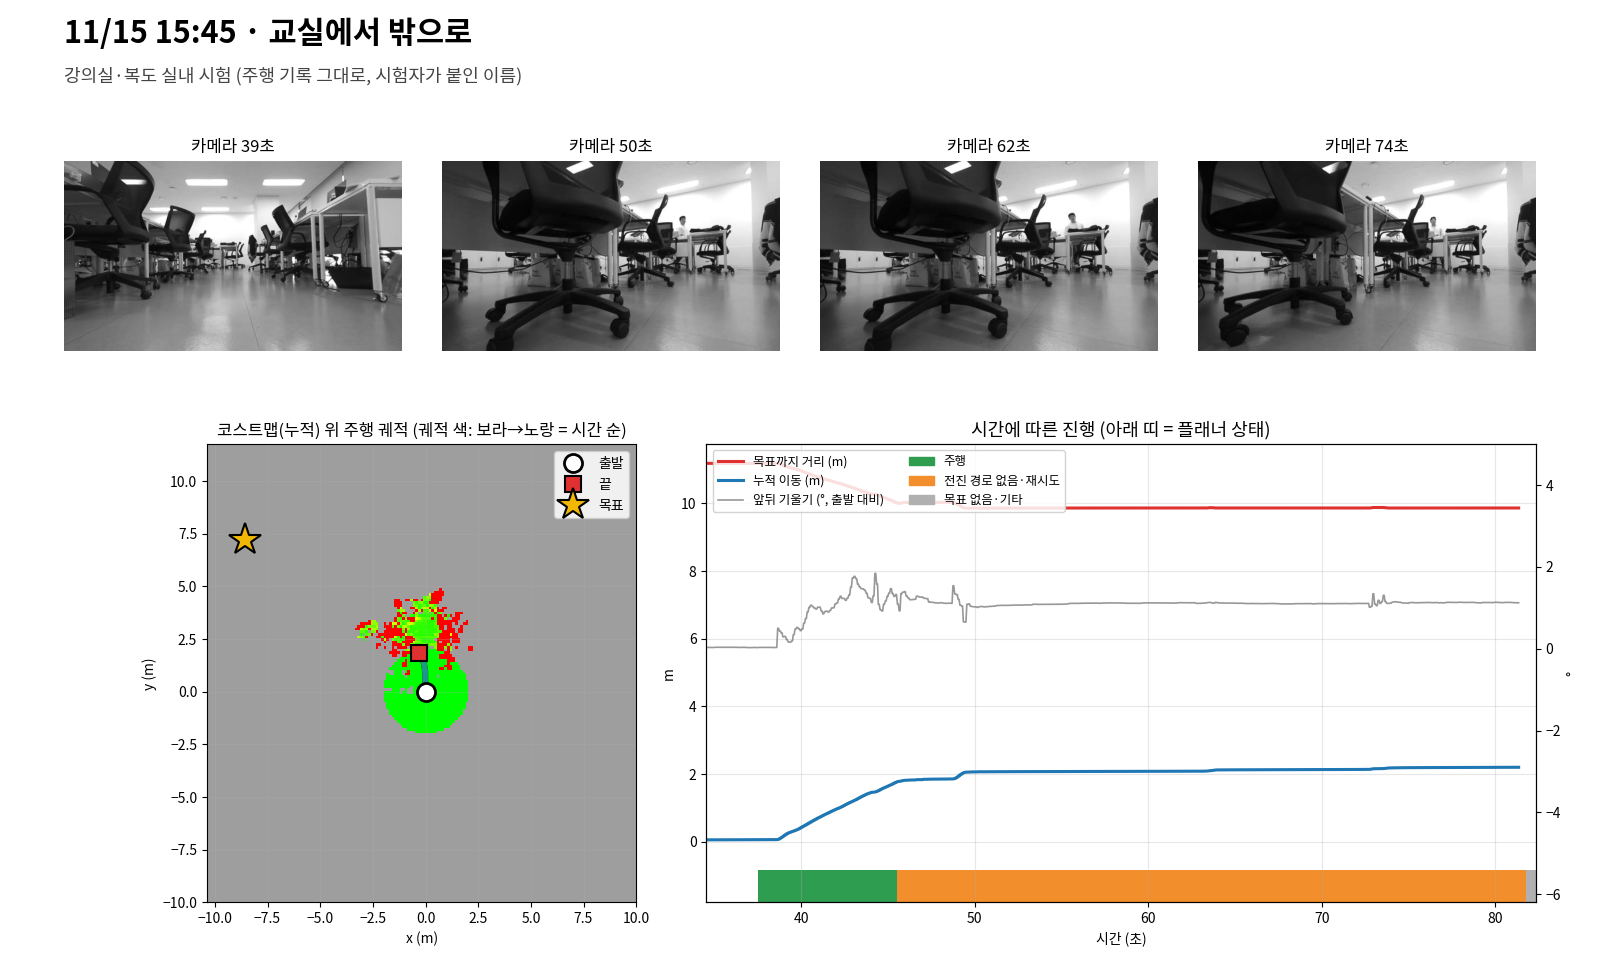 11/15 15:45 · 교실에서 밖으로
강의실·복도 실내 시험 (주행 기록 그대로, 시험자가 붙인 이름)
카메라 39초
카메라 50초
카메라 62초
카메라 74초
코스트맵(누적) 위 주행 궤적 (궤적 색: 보라→노랑 = 시간 순)
출발
끝
목표
10.0
7.5
5.0
2.5
0.0
−2.5
−5.0
−7.5
−10.0
y (m)
−10.0 −7.5 −5.0 −2.5 0.0 2.5 5.0 7.5 10.0
x (m)
시간에 따른 진행 (아래 띠 = 플래너 상태)
목표까지 거리 (m)
누적 이동 (m)
앞뒤 기울기 (°, 출발 대비)
주행
전진 경로 없음·재시도
목표 없음·기타
10
8
6
4
2
0
m
4
2
0
−2
−4
−6
°
40 50 60 70 80
시간 (초)